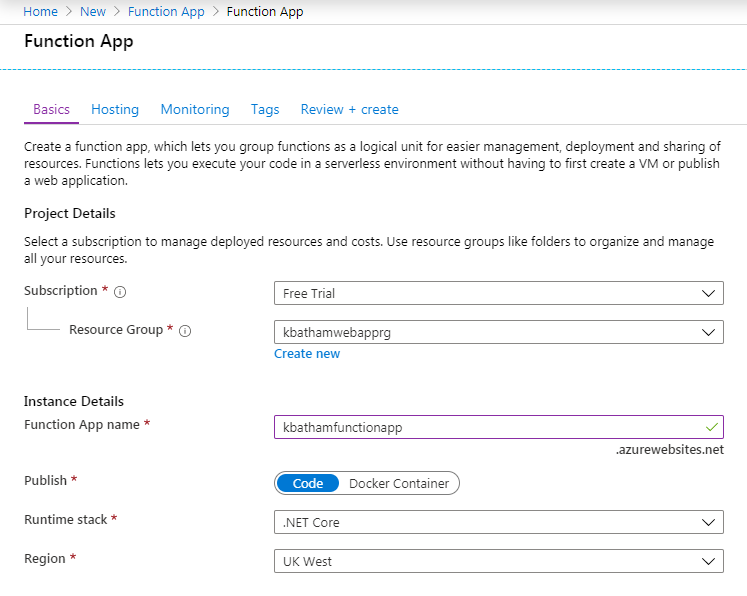 Home > New > Function App > Function App
Function App
Basics Hosting Monitoring Tags Review + create
Create a function app, which lets you group functions as a logical unit for easier management, deployment and sharing of
resources. Functions lets you execute your code in a serverless environment without having to first create a VM or publish
a web application.
Project Details
Select a subscription to manage deployed resources and costs. Use resource groups like folders to organize and manage
all your resources.
Subscription * Free Trial
Resource Group * kbathamwebapprg
Create new
Instance Details
Function App name * kbathamfunctionapp
.azurewebsites.net
Publish * Code Docker Container
Runtime stack * .NET Core
Region * UK West